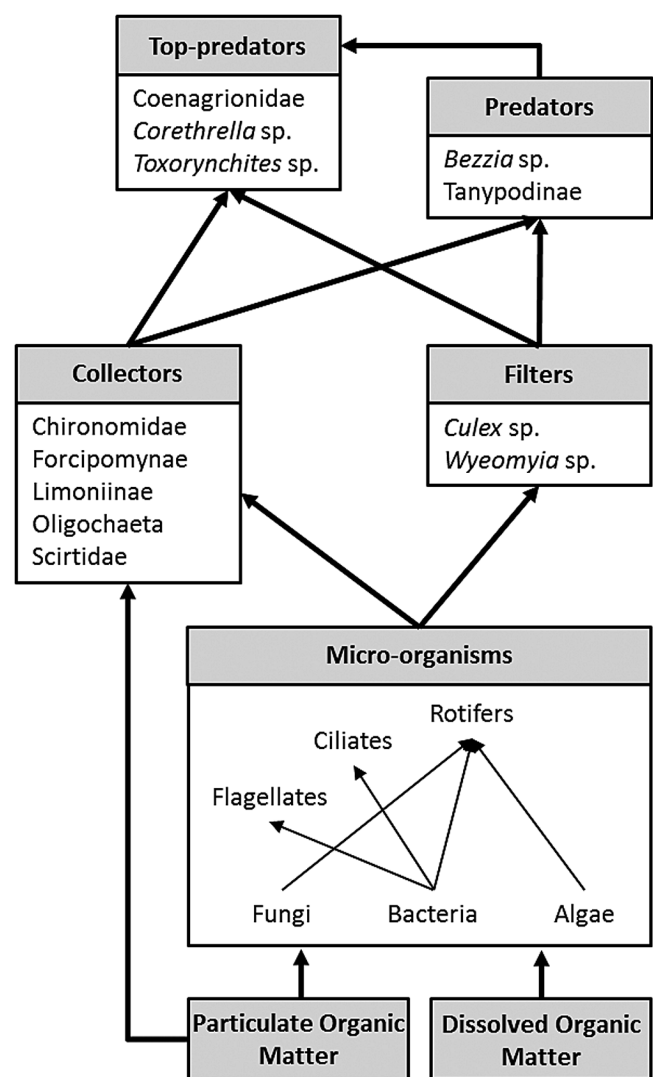 Top-predators
Coenagrionidae
Corethrella sp.
Toxorynchites sp.
Predators
Bezzia sp.
Tanypodinae
Collectors
Chironomidae
Forcipomynae
Limoniinae
Oligochaeta
Scirtidae
Filters
Culex sp.
Wyeomyia sp.
Micro-organisms
Rotifers
Ciliates
Flagellates
Fungi
Bacteria
Algae
Particulate Organic
Matter
Dissolved Organic
Matter